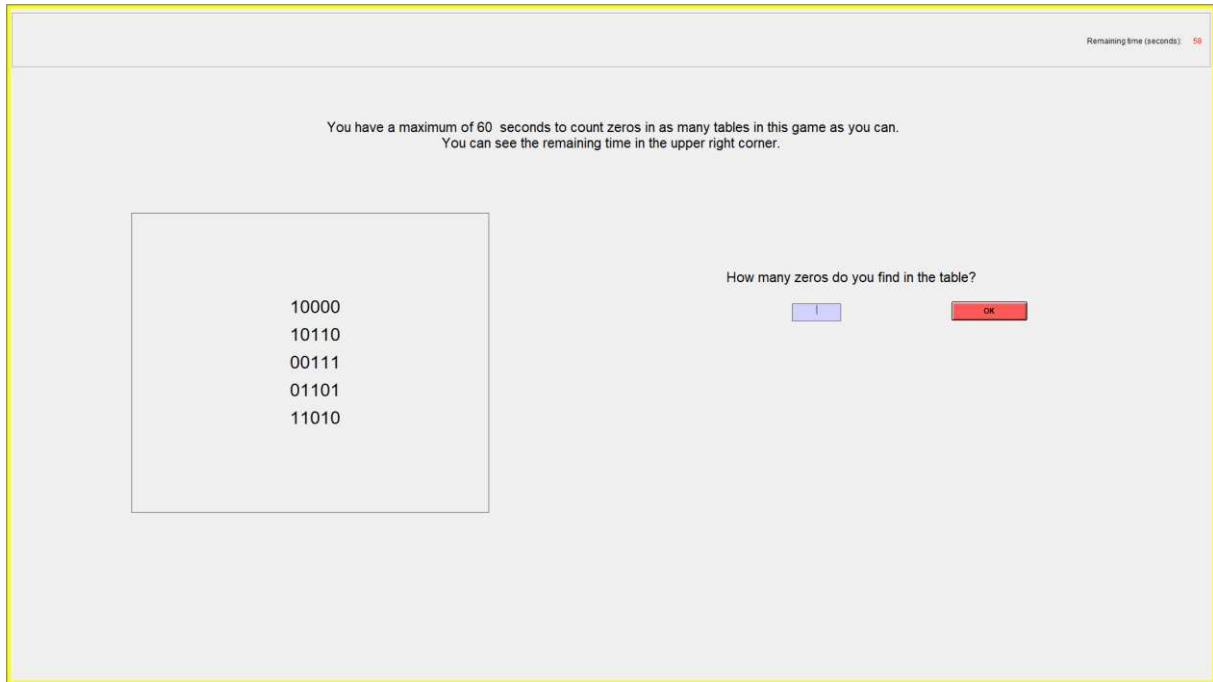 Remaining time (seconds): 58
You have a maximum of 60 seconds to count zeros in as many tables in this game as you can.
You can see the remaining time in the upper right corner.
How many zeros do you find in the table?
OK
10000
10110
00111
01101
11010